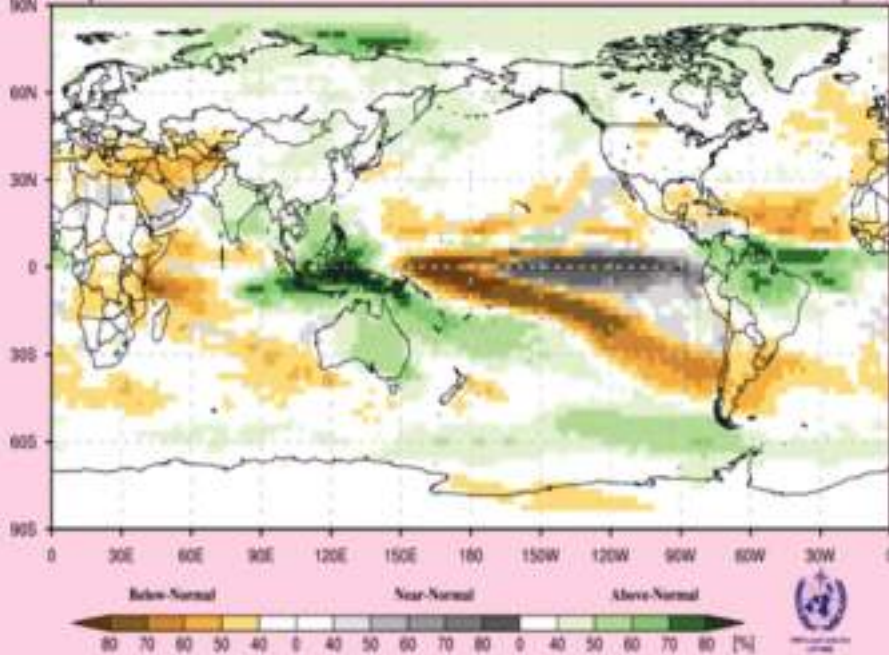 90N
60N
30N
0
30S
60S
90S
0 30E 60E 90E 120E 150E 180 150W 120W 90W 60W 30W 0
Below-Normal Near-Normal Above-Normal
80 70 60 50 40 0 40 50 60 70 80 0 40 50 60 70 80 [%]